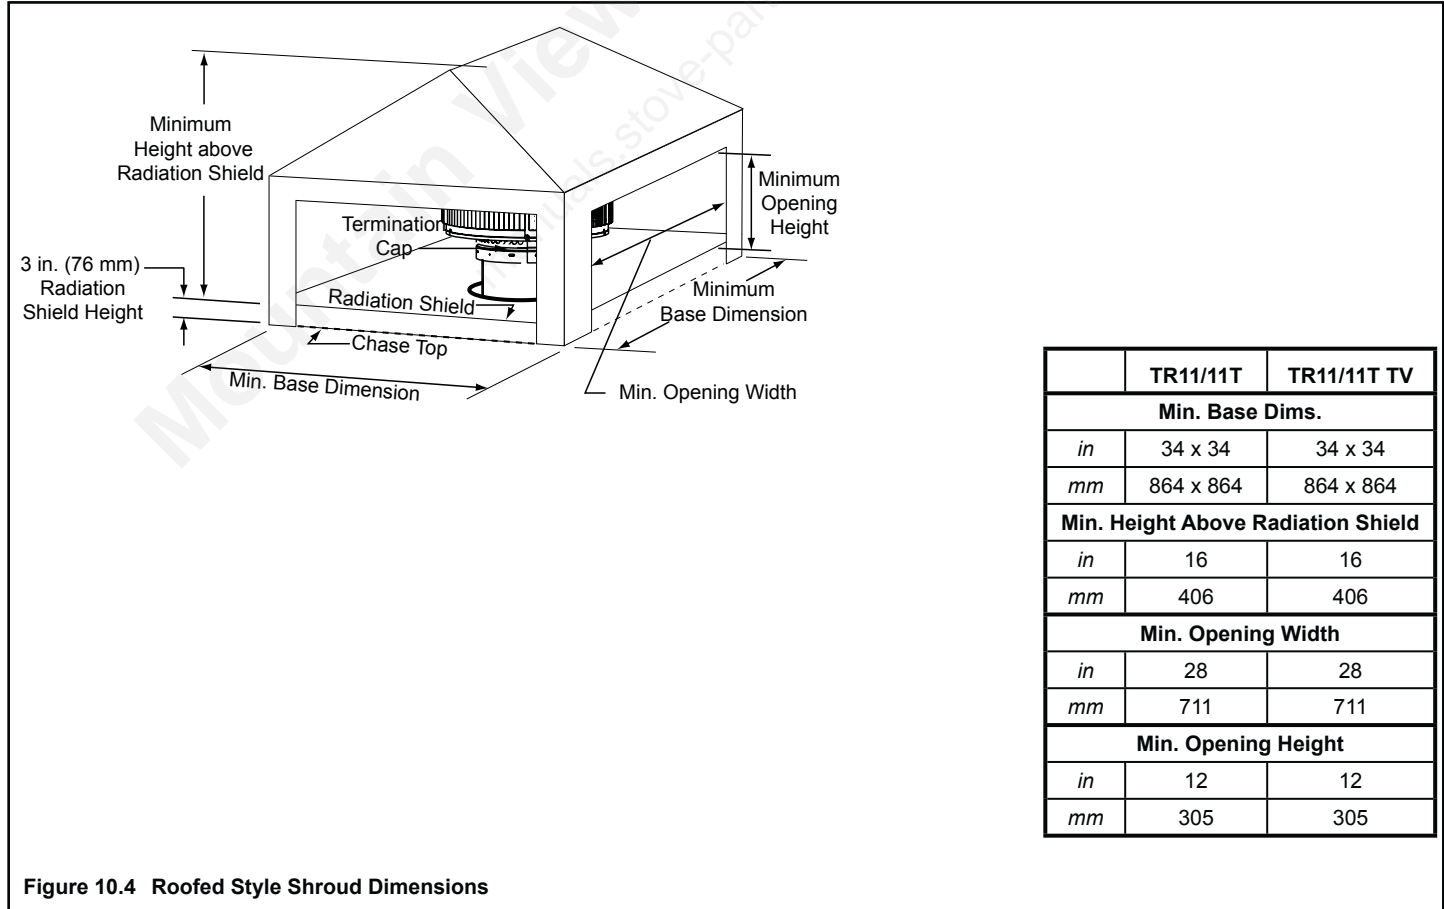 Minimum
Height above
Radiation Shield
3 in. (76 mm)
Radiation
Shield Height
Termination
Cap
Radiation Shield
Chase Top
Min. Base Dimension
Minimum
Opening
Height
Minimum
Base Dimension
Min. Opening Width
TR11/11T TR11/11T TV
Min. Base Dims.
in 34 x 34 34 x 34
mm 864 x 864 864 x 864
Min. Height Above Radiation Shield
in 16 16
mm 406 406
Min. Opening Width
in 28 28
mm 711 711
Min. Opening Height
in 12 12
mm 305 305
Figure 10.4 Roofed Style Shroud Dimensions
Mountain View